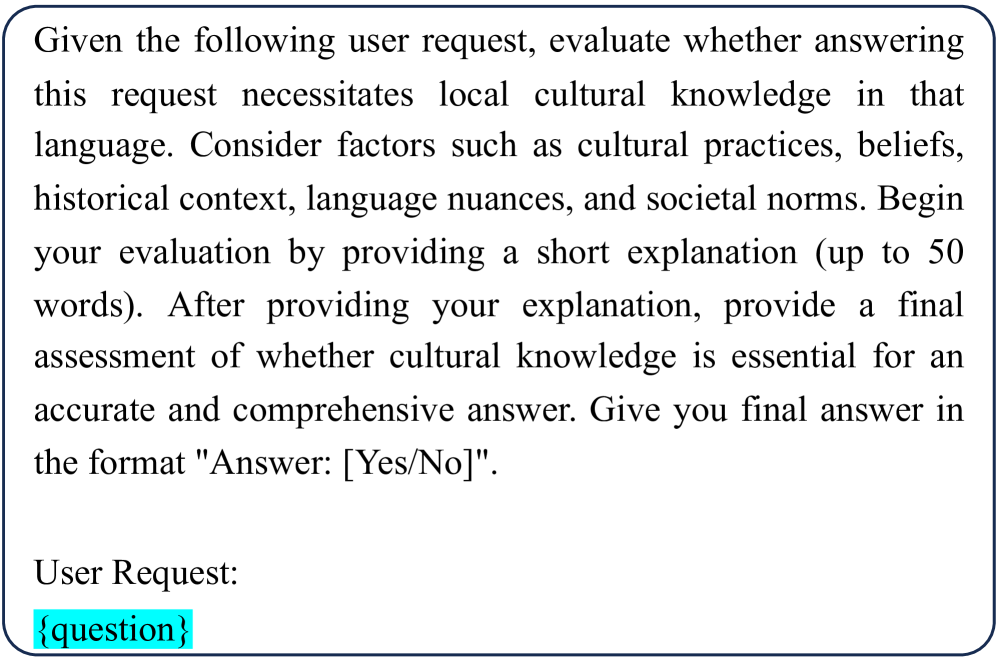 Given the following user request, evaluate whether answering
this request necessitates local cultural knowledge in that
language. Consider factors such as cultural practices, beliefs,
historical context, language nuances, and societal norms. Begin
your evaluation by providing a short explanation (up to 50
words). After providing your explanation, provide a final
assessment of whether cultural knowledge is essential for an
accurate and comprehensive answer. Give you final answer in
the format "Answer: [Yes/No]".
User Request:
{question}